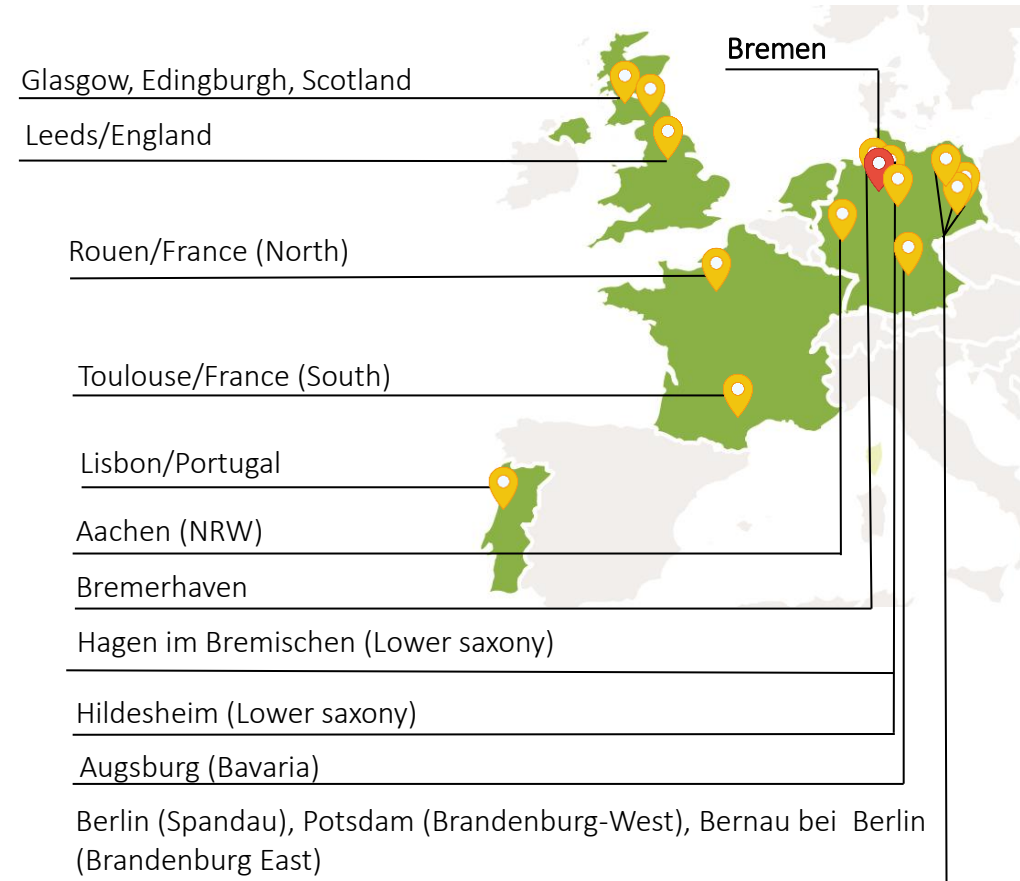 Bremen
Glasgow, Edingburgh, Scotland
Leeds/England
Rouen/France (North)
Toulouse/France (South)
Lisbon/Portugal
Aachen (NRW)
Bremerhaven
Hagen im Bremischen (Lower saxony)
Hildesheim (Lower saxony)
Augsburg (Bavaria)
Berlin (Spandau), Potsdam (Brandenburg-West), Bernau bei Berlin
(Brandenburg East)